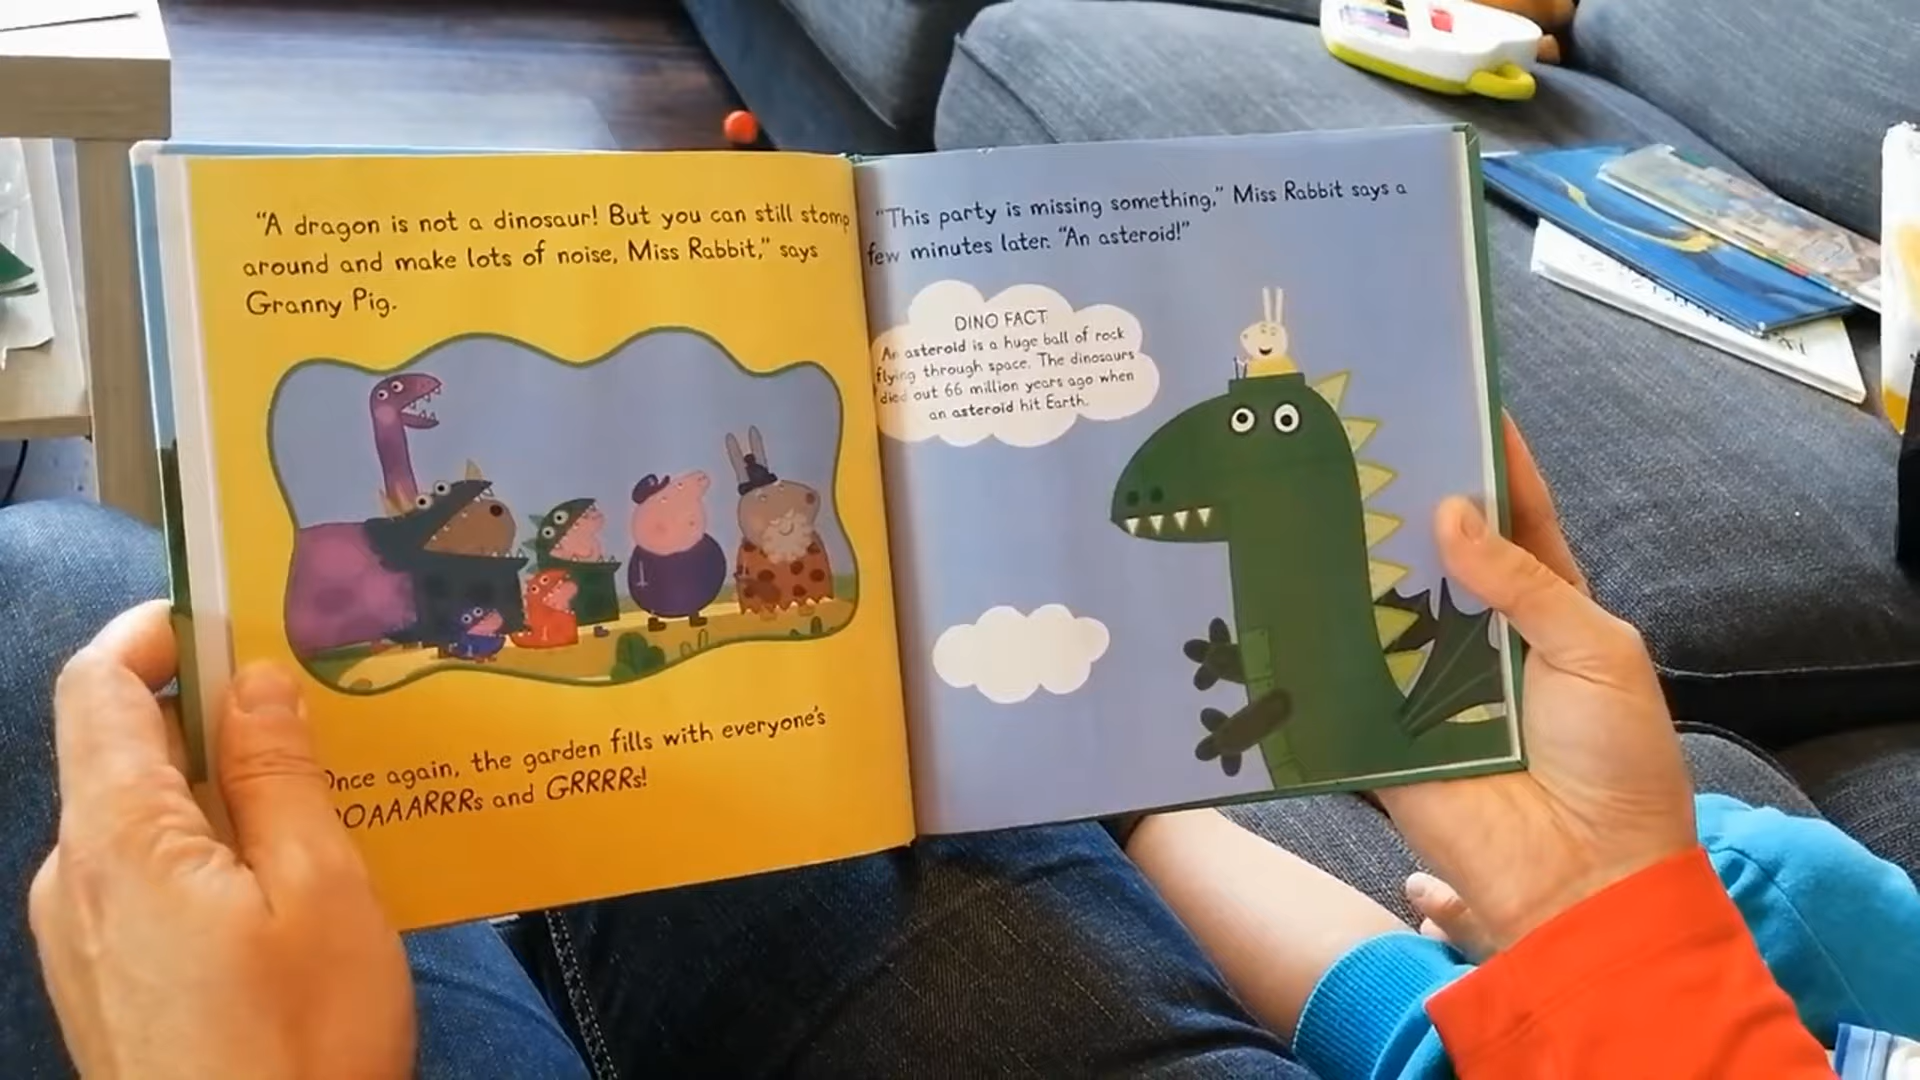 “A dragon is not a dinosaur! But you can still stomp
around and make lots of noise, Miss Rabbit,” says
Granny Pig.
Once again, the garden fills with everyone’s
and GRRRRs!
“This party is missing something,” Miss Rabbit says a
few minutes later. “An asteroid!”
DINO FACT
An asteroid is a huge ball of rock
flying through space. The dinosaurs
died out 66 million years ago when
an asteroid hit Earth.